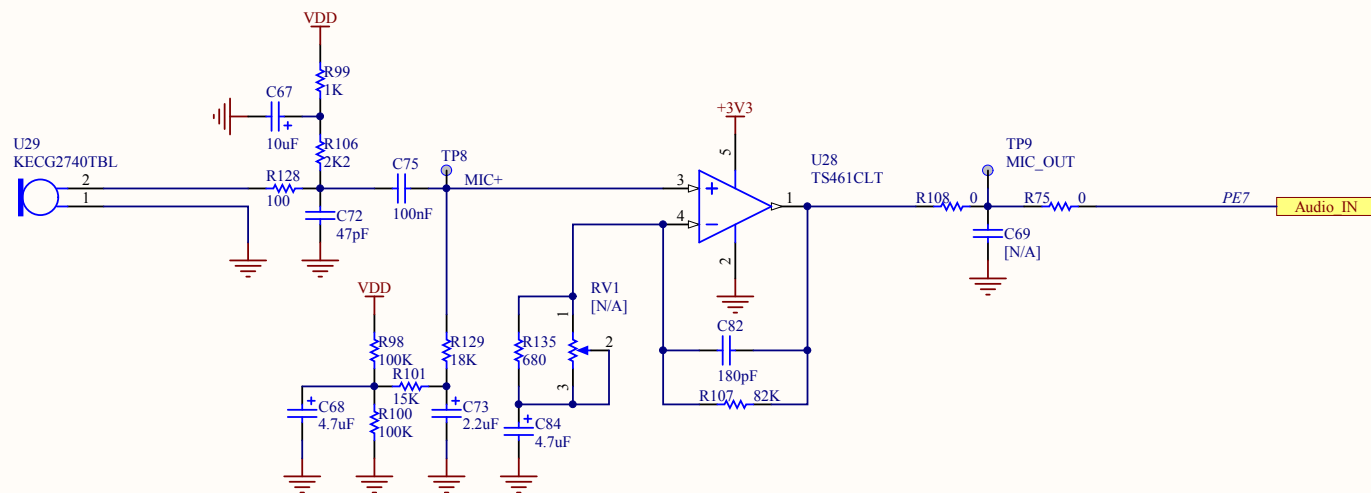 VDD
R99
1K
C67
10uF
R106
2K2
U29
KECG2740TBL
2
1
R128
100
C75
100nF
TP8
MIC+
C72
47pF
+3V3
5
3
4
1
2
U28
TS461CLT
TP9
MIC_OUT
R108
0
R75
0
PE7
Audio_IN
C69
[N/A]
VDD
R98
100K
R129
18K
R101
15K
R100
100K
C68
4.7uF
C73
2.2uF
RV1
[N/A]
1
2
3
R135
680
C84
4.7uF
C82
180pF
R107
82K